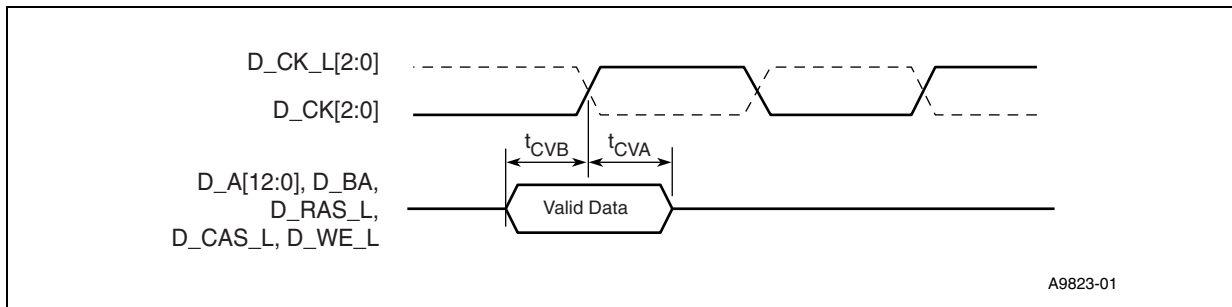 D_CK_L[2:0]
D_CK[2:0]
tCVB
tCVA
D_A[12:0], D_BA,
D_RAS_L,
D_CAS_L, D_WE_L
Valid Data
A9823-01